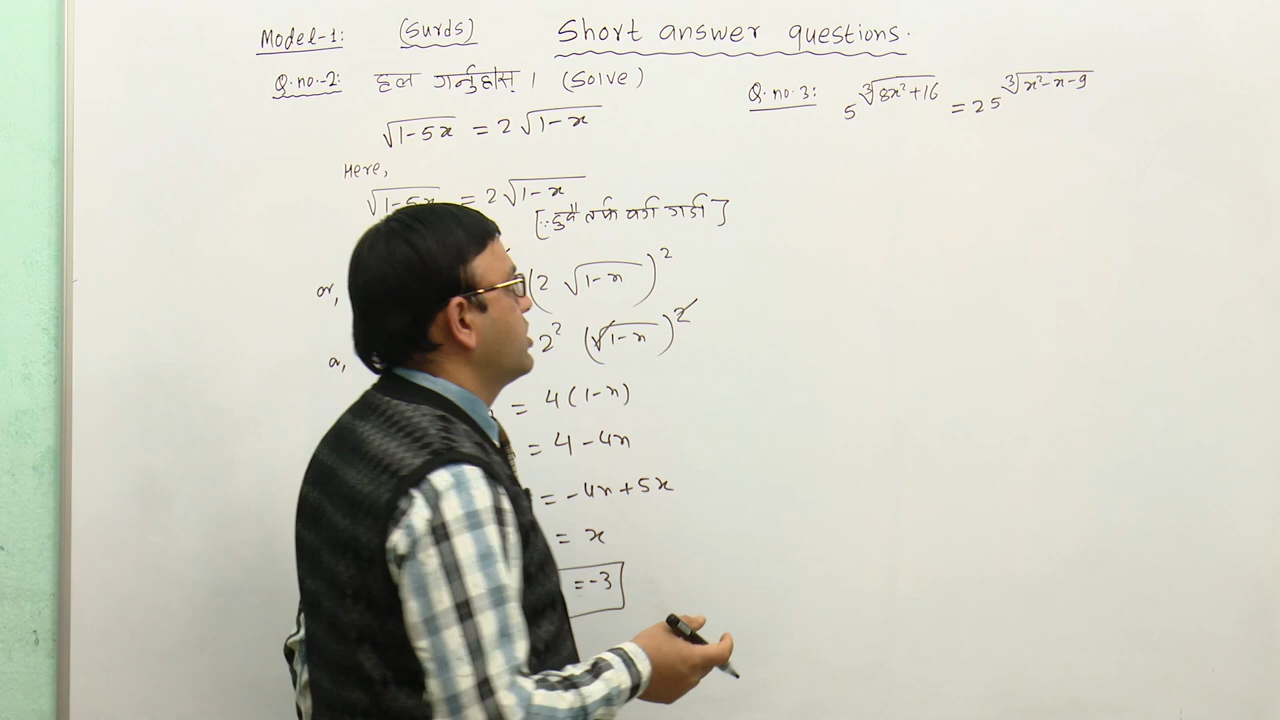 Model-1: (Surds) Short answer questions.
Q.no.-2: हल गर्नुहोस् । (Solve)
√(1-5x) = 2√(1-x)
Here,
√(1-5x) = 2√(1-x)
[∵ दुवै तर्फ वर्ग गर्दा]
or, (2 √(1-x))²
or, 2² (√(1-x))²
= 4(1-x)
= 4-4x
= -4x+5x
= x
= -3
Q.no.3: 5^∛(8x²+16) = 25^∛(x²-x-9)